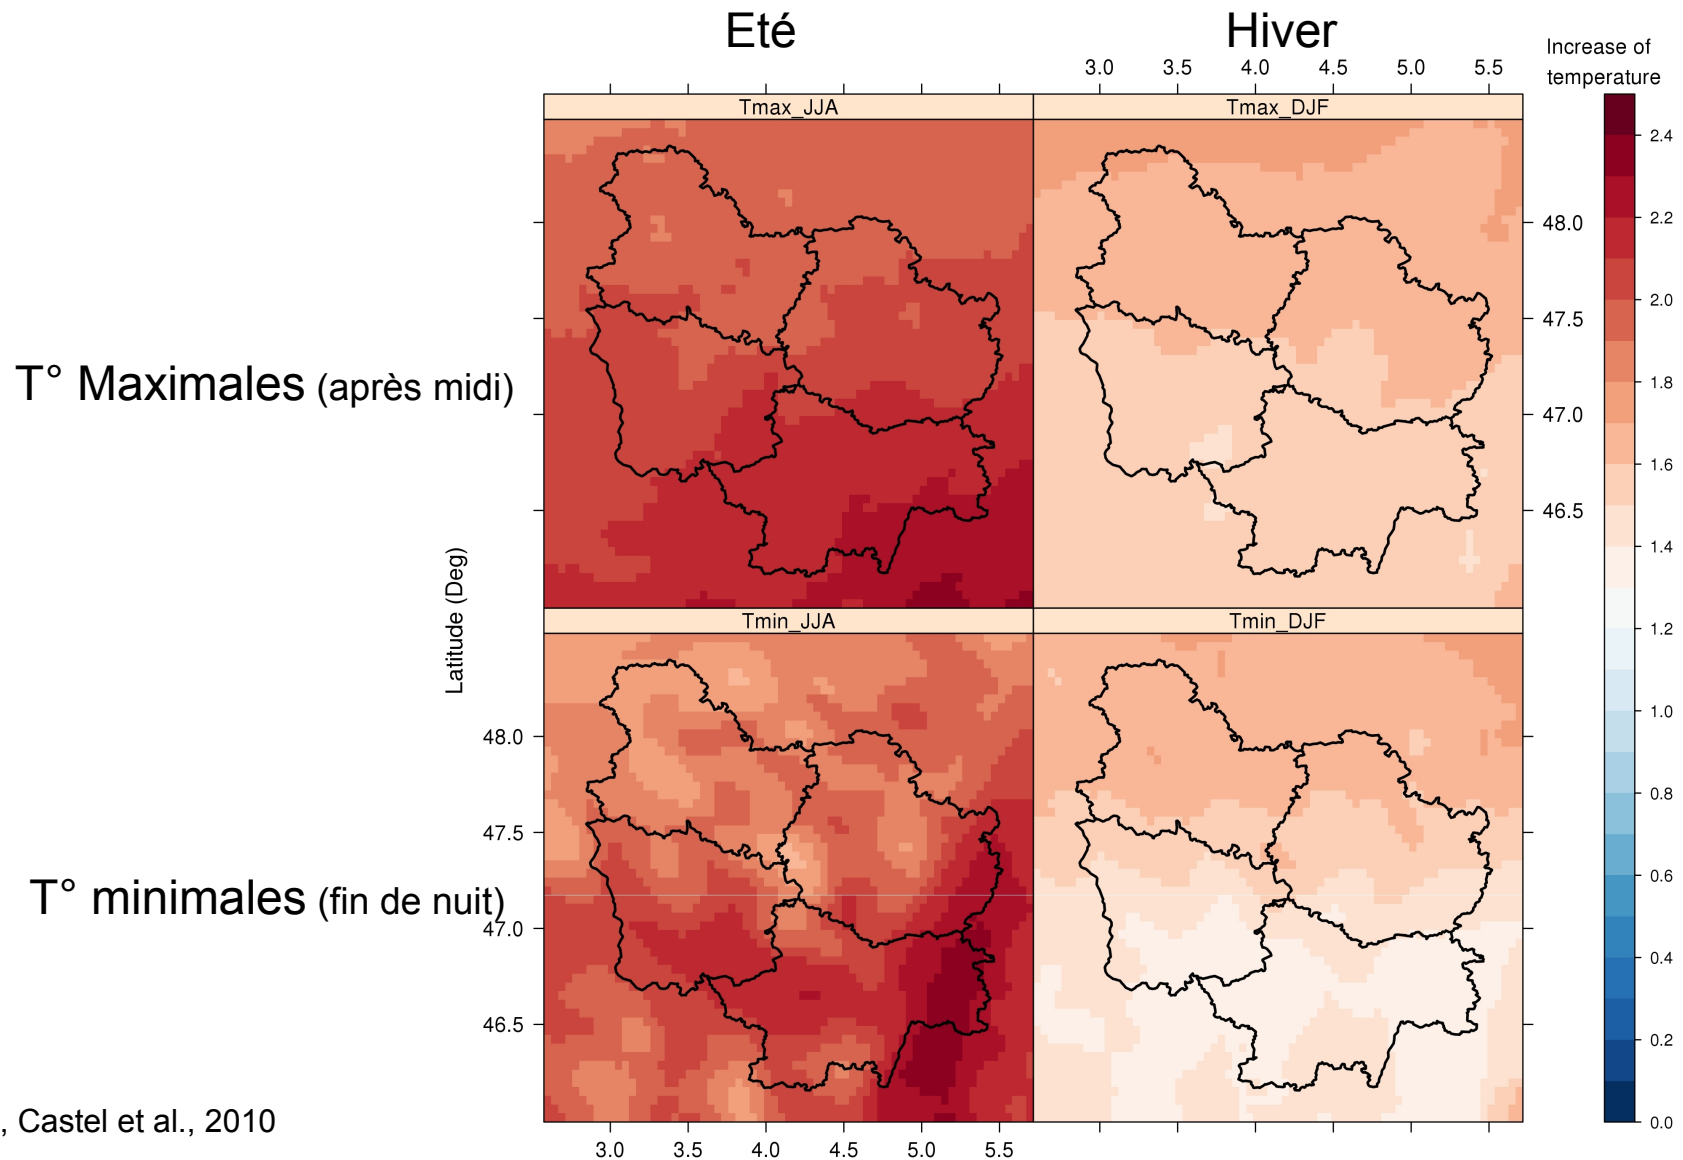 Eté
Hiver
Increase of
temperature
3.0 3.5 4.0 4.5 5.0 5.5
Tmax_JJA
Tmax_DJF
2.4
2.2
2.0
1.8
1.6
1.4
1.2
1.0
0.8
0.6
0.4
0.2
0.0
48.0
47.5
47.0
46.5
T° Maximales (après midi)
Latitude (Deg)
Tmin_JJA
Tmin_DJF
48.0
47.5
47.0
46.5
T° minimales (fin de nuit)
, Castel et al., 2010
3.0 3.5 4.0 4.5 5.0 5.5